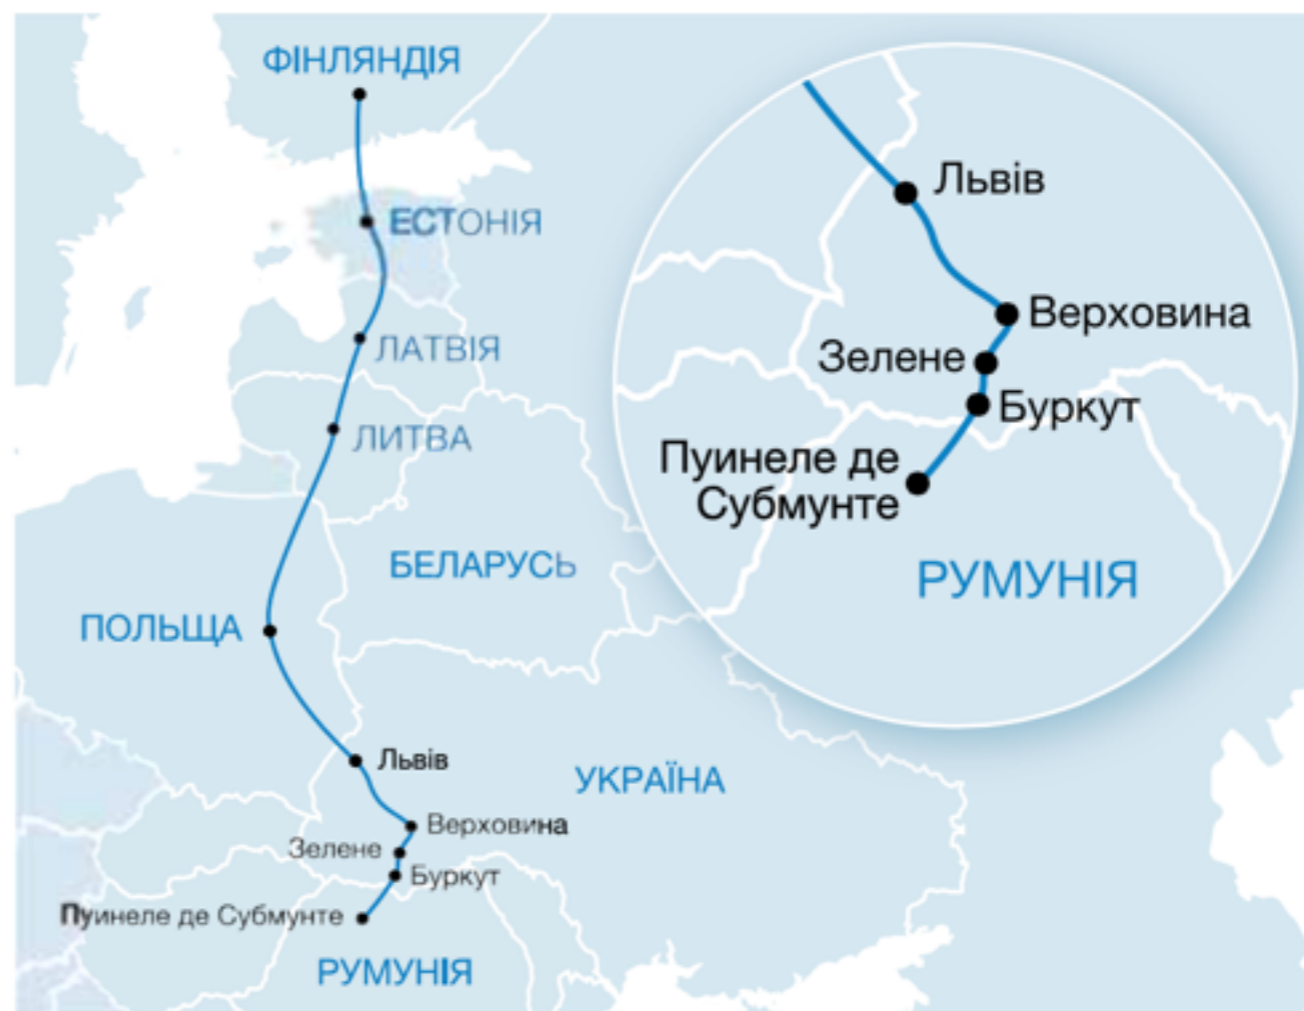 ФІНЛЯНДІЯ
ЕСТОНІЯ
ЛАТВІЯ
ЛИТВА
БЕЛАРУСЬ
ПОЛЬЩА
Львів
УКРАЇНА
Верховина
Зелене
Буркут
Пуинеле де Субмунте
РУМУНІЯ
Львів
Верховина
Зелене
Буркут
Пуинеле де
Субмунте
РУМУНІЯ